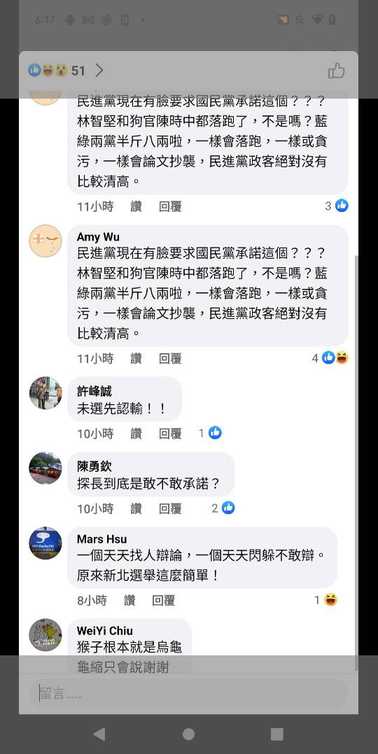 6:17
51
民進黨現在有臉要求國民黨承諾這個？？？
林智堅和狗官陳時中都落跑了，不是嗎？藍
綠兩黨半斤八兩啦，一樣會落跑，一樣或貪
污，一樣會論文抄襲，民進黨政客絕對沒有
比較清高。
11小時 讚 回覆 3
Amy Wu
民進黨現在有臉要求國民黨承諾這個？？？
林智堅和狗官陳時中都落跑了，不是嗎？藍
綠兩黨半斤八兩啦，一樣會落跑，一樣或貪
污，一樣會論文抄襲，民進黨政客絕對沒有
比較清高。
11小時 讚 回覆 4
許峰誠
未選先認輸！！
10小時 讚 回覆 1
陳勇欽
探長到底是敢不敢承諾？
10小時 讚 回覆 2
Mars Hsu
一個天天找人辯論，一個天天閃躲不敢辯。
原來新北選舉這麼簡單！
8小時 讚 回覆 1
WeiYi Chiu
猴子根本就是烏龜
龜縮只會說謝謝
留言……